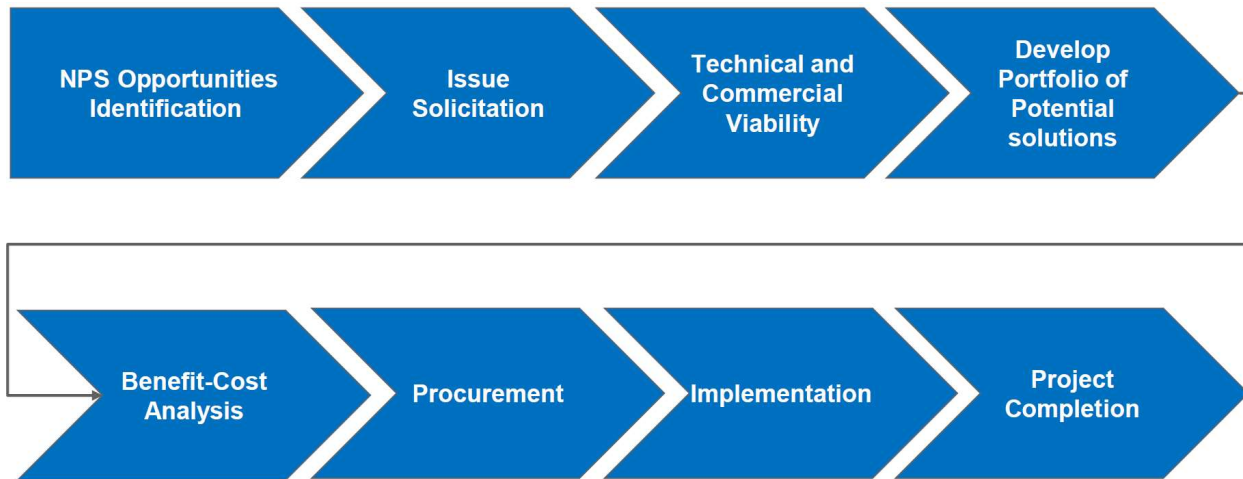 NPS Opportunities
Identification
Issue
Solicitation
Technical and
Commercial
Viability
Develop
Portfolio of
Potential
solutions
Benefit-Cost
Analysis
Procurement
Implementation
Project
Completion